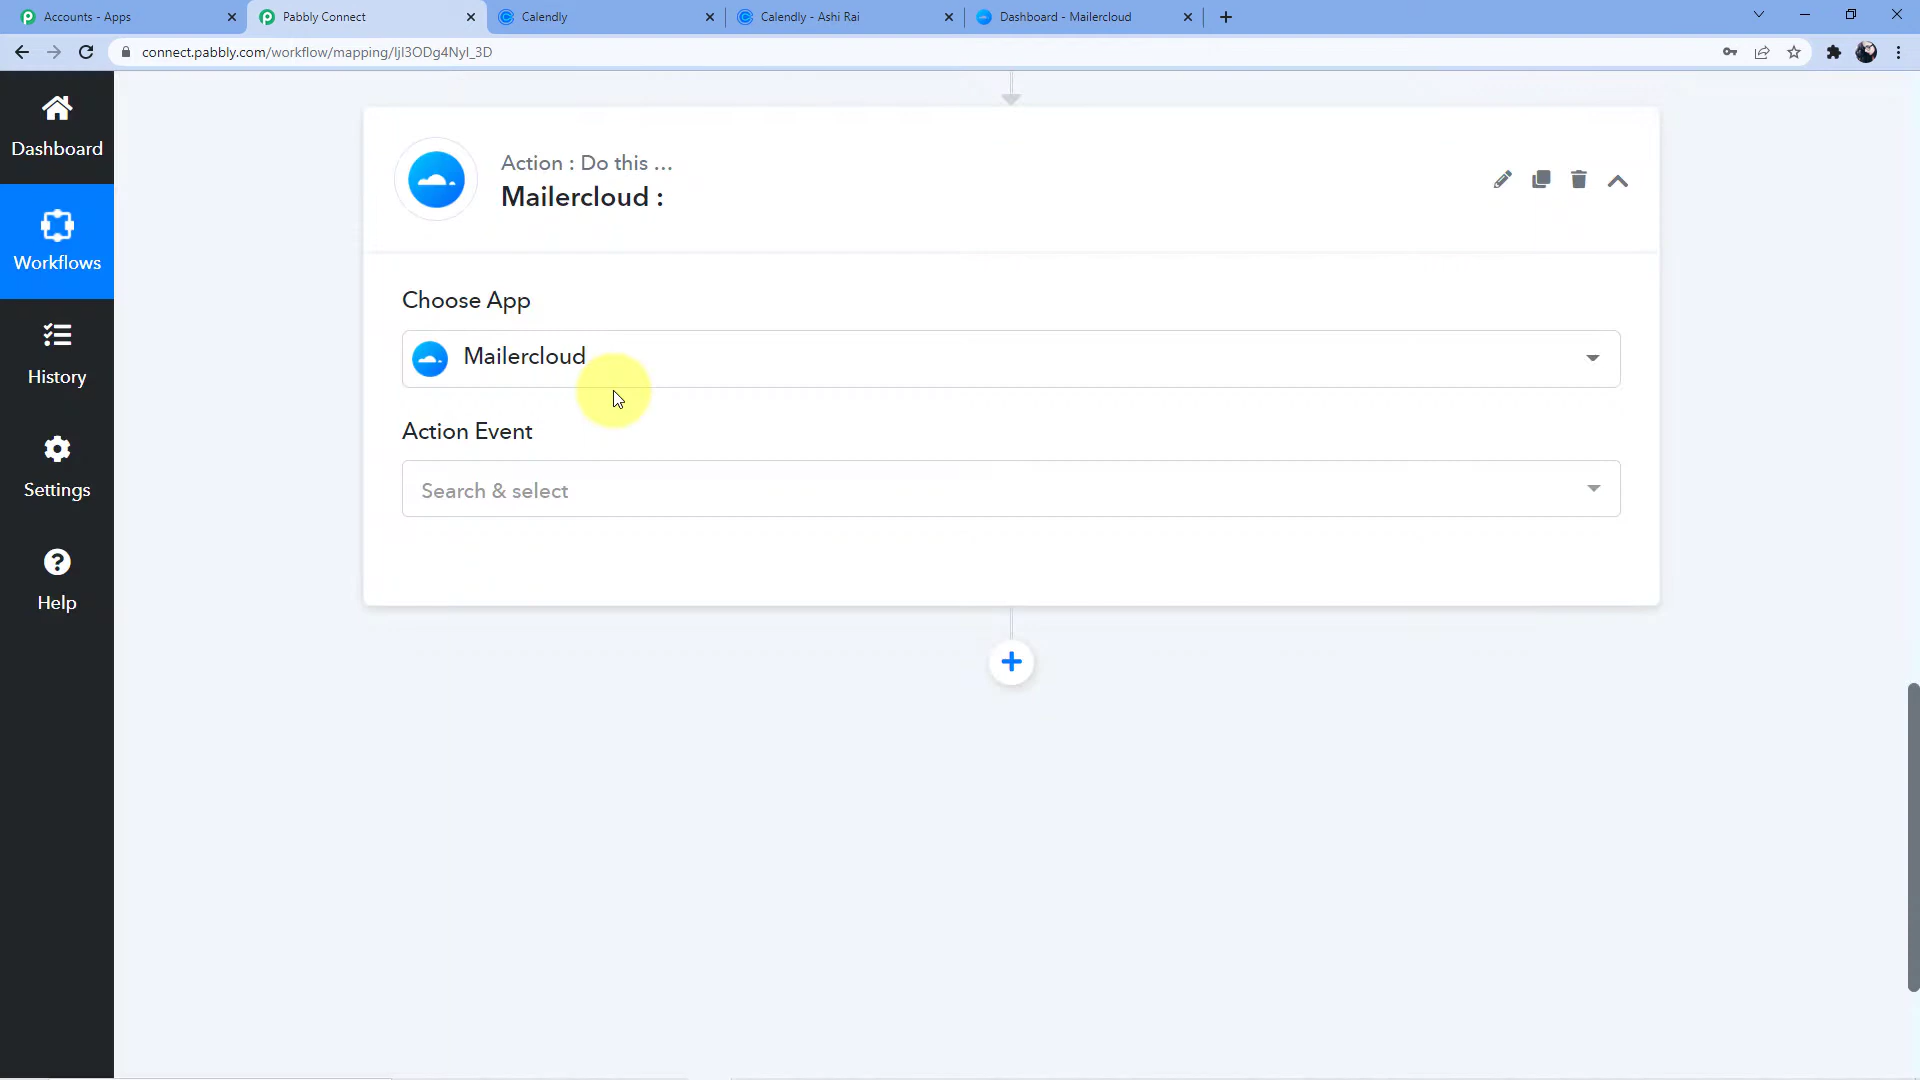 Accounts - Apps
Pabbly Connect
Calendly
Calendly - Ashi Rai
Dashboard - Mailercloud
connect.pabbly.com/workflow/mapping/IjI3ODg4NyI_3D
Dashboard
Workflows
History
Settings
Help
Action : Do this ...
Mailercloud :
Choose App
Mailercloud
Action Event
Search & select